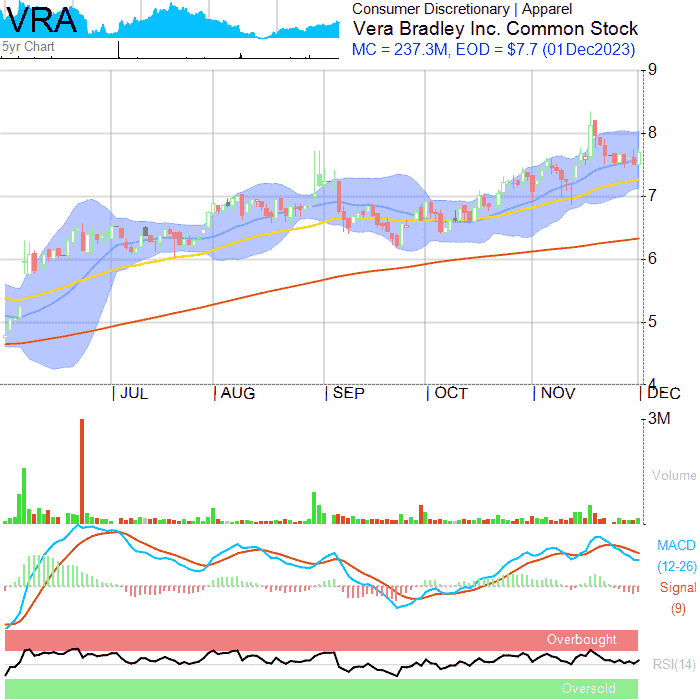 VRA
Consumer Discretionary | Apparel
Vera Bradley Inc. Common Stock
5yr Chart
MC = 237.3M, EOD = $7.7 (01Dec2023)
9
8
7
6
5
4
JUL
AUG
SEP
OCT
NOV
DEC
3M
Volume
MACD
(12-26)
Signal
(9)
Overbought
RSI(14)
Oversold